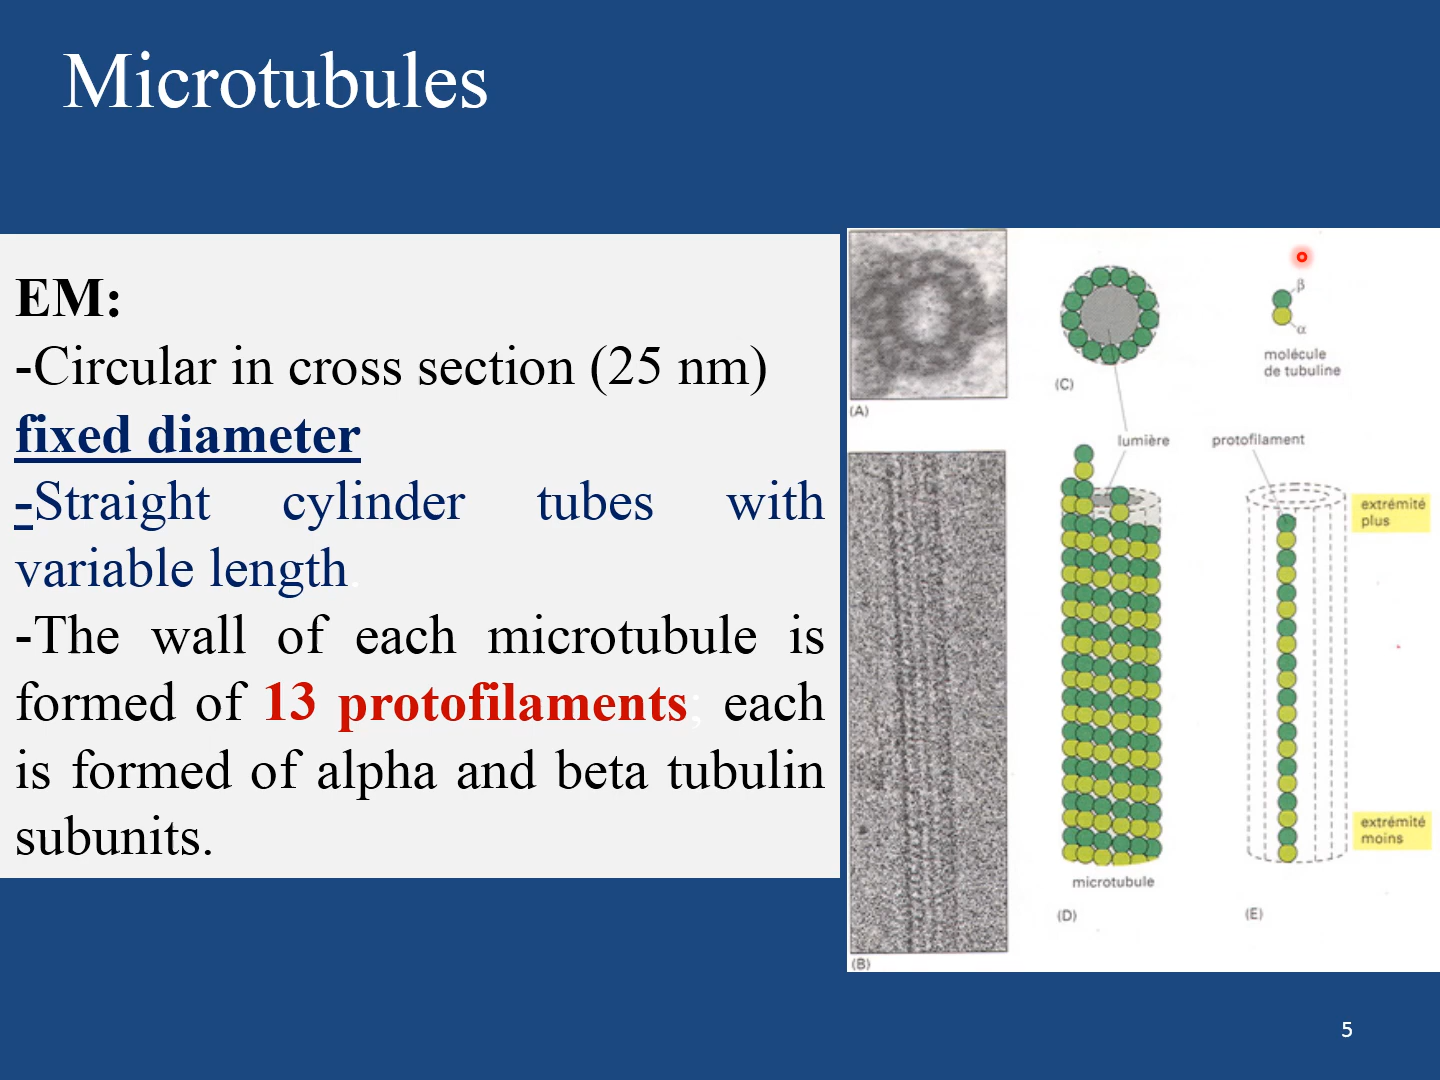 Microtubules
EM:
-Circular in cross section (25 nm)
fixed diameter
-Straight cylinder tubes with
variable length.
-The wall of each microtubule is
formed of 13 protofilaments; each
is formed of alpha and beta tubulin
subunits.
(A)
(B)
(C)
β
α
molécule
de tubuline
lumière
protofilament
extrémité
plus
extrémité
moins
microtubule
(D)
(E)
5